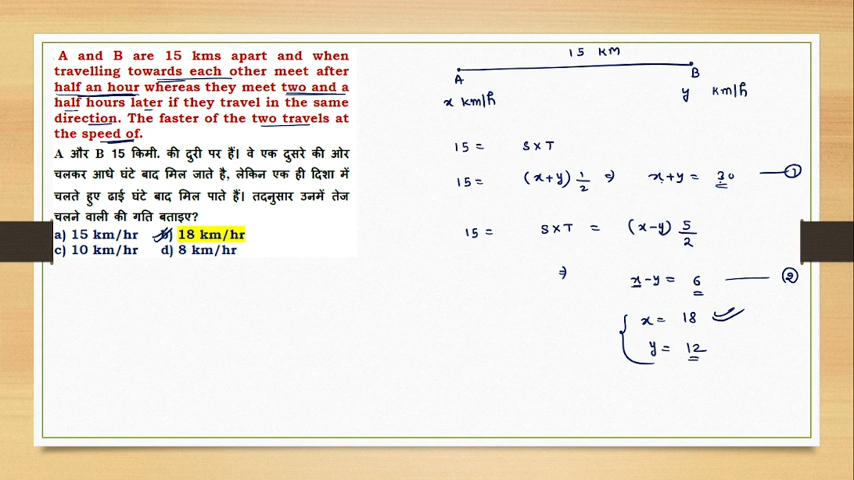 A and B are 15 kms apart and when
travelling towards each other meet after
half an hour whereas they meet two and a
half hours later if they travel in the same
direction. The faster of the two travels at
the speed of.
A और B 15 किमी. की दुरी पर हैं। वे एक दुसरे की ओर
चलकर आधे घंटे बाद मिल जाते है, लेकिन एक ही दिशा में
चलते हुए ढाई घंटे बाद मिल पाते हैं। तदनुसार उनमें तेज
चलने वाली की गति बताइए?
a) 15 km/hr b) 18 km/hr
c) 10 km/hr d) 8 km/hr
15 KM
A B
x km/h y km/h
15 = S×T
15 = (x+y) 1/2 ⇒ x+y = 30 — ①
15 = S×T = (x-y) 5/2
⇒ x-y = 6 — ②
x = 18
y = 12